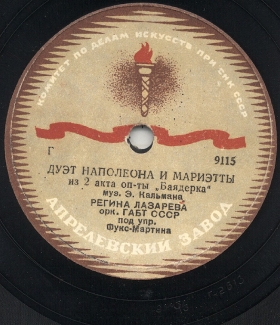 КОМИТЕТ ПО ДЕЛАМ ИСКУССТВ ПРИ СНК СССР
Г 9115
ДУЭТ НАПОЛЕОНА И МАРИЭТТЫ
из 2 акта оп-ты „Баядерка"
муз. Э. Кальмана
РЕГИНА ЛАЗАРЕВА
орк. ГАБТ СССР
под упр.
Фукс-Мартина
АПРЕЛЕВСКИЙ ЗАВОД